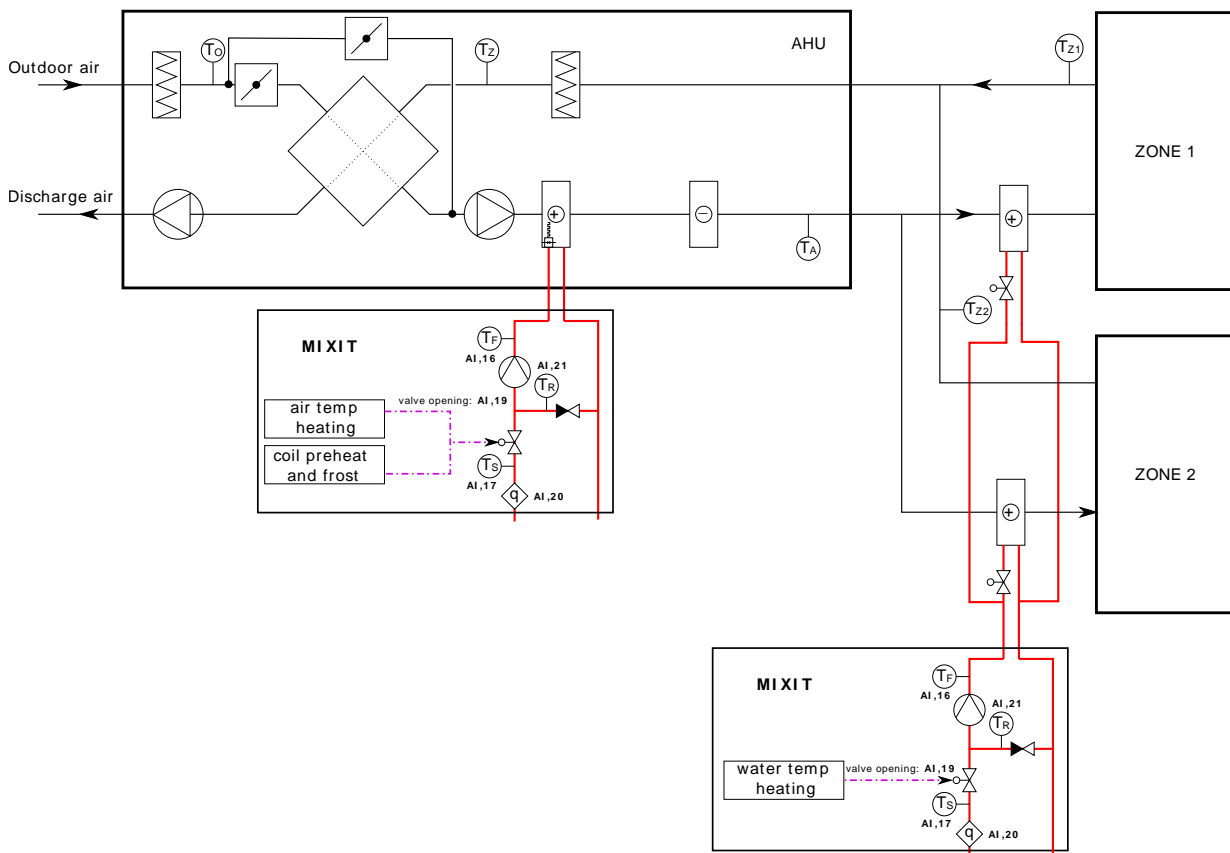 AHU
Outdoor air
TO
TZ
TZ1
ZONE 1
Discharge air
+
−
+
TA
TZ2
MIXIT
TF
AI,16
AI,21
TR
valve opening: AI,19
air temp
heating
coil preheat
and frost
TS
AI,17
q
AI,20
ZONE 2
+
MIXIT
TF
AI,16
AI,21
TR
valve opening: AI,19
water temp
heating
TS
AI,17
q
AI,20